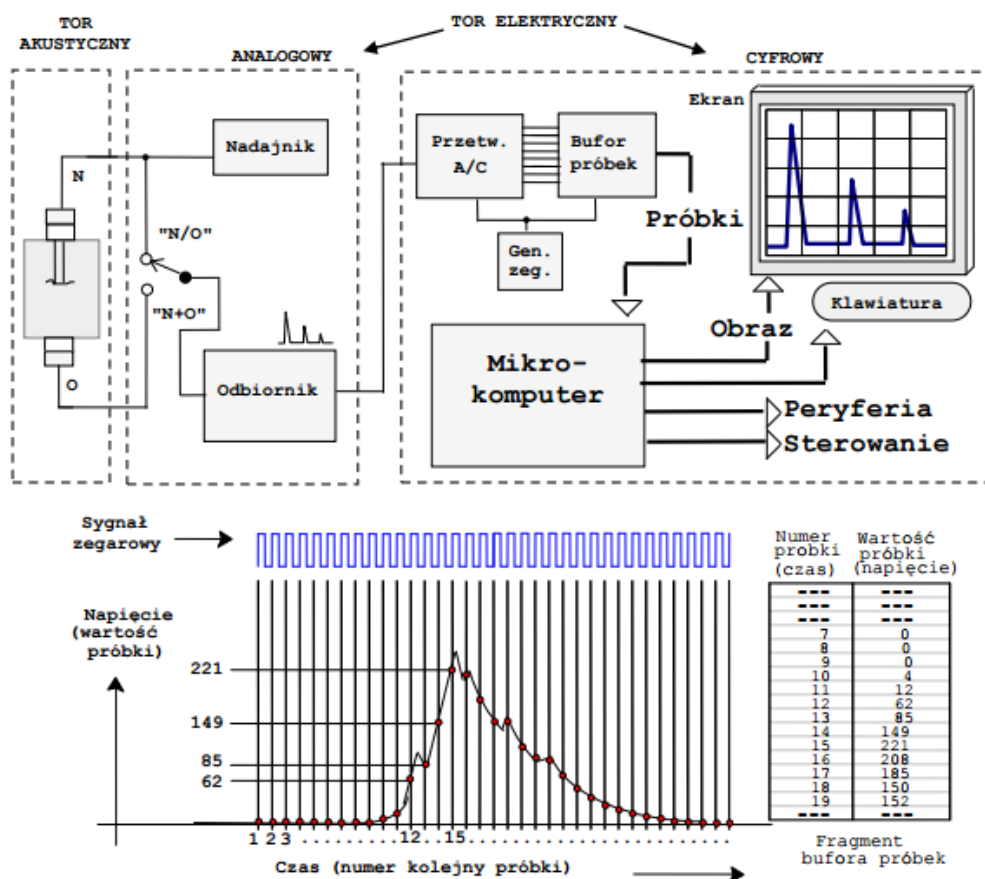 TOR
AKUSTYCZNY
TOR ELEKTRYCZNY
ANALOGOWY
CYFROWY
Ekran
Nadajnik
Przetw.
A/C
Bufor
próbek
N
"N/O"
Próbki
Gen.
zeg.
"N+O"
Klawiatura
Obraz
Mikro-
komputer
O
Odbiornik
Peryferia
Sterowanie
Sygnał
zegarowy
Napięcie
(wartość
próbki)
221
149
85
62
1 2 3 12 15
Czas (numer kolejny próbki)
Numer Wartość
probki próbki
(czas) (napięcie)
--- ---
--- ---
--- ---
7 0
8 0
9 0
10 4
11 12
12 62
13 85
14 149
15 221
16 208
17 185
18 150
19 152
--- ---
Fragment
bufora próbek